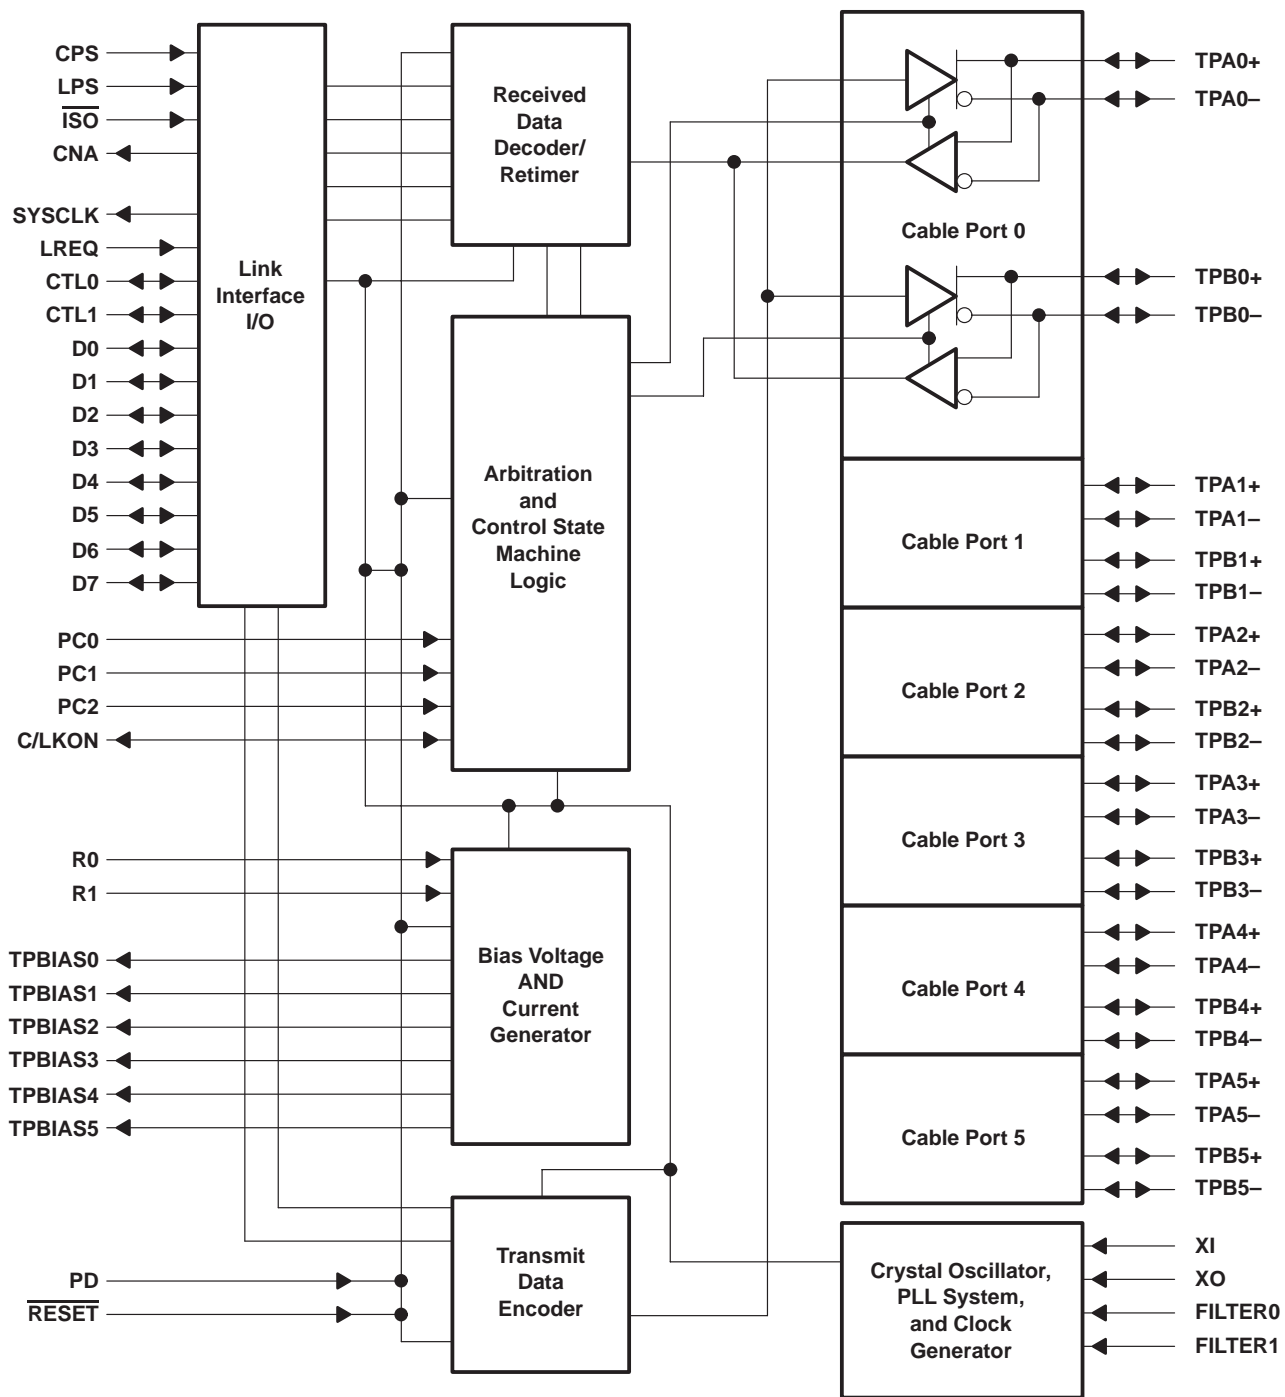 CPS
LPS
ISO
CNA
SYSCLK
LREQ
CTL0
CTL1
D0
D1
D2
D3
D4
D5
D6
D7
PC0
PC1
PC2
C/LKON
R0
R1
TPBIAS0
TPBIAS1
TPBIAS2
TPBIAS3
TPBIAS4
TPBIAS5
PD
RESET
Link
Interface
I/O
Received
Data
Decoder/
Retimer
Arbitration
and
Control State
Machine
Logic
Bias Voltage
AND
Current
Generator
Transmit
Data
Encoder
Cable Port 0
Cable Port 1
Cable Port 2
Cable Port 3
Cable Port 4
Cable Port 5
Crystal Oscillator,
PLL System,
and Clock
Generator
TPA0+
TPA0–
TPB0+
TPB0–
TPA1+
TPA1–
TPB1+
TPB1–
TPA2+
TPA2–
TPB2+
TPB2–
TPA3+
TPA3–
TPB3+
TPB3–
TPA4+
TPA4–
TPB4+
TPB4–
TPA5+
TPA5–
TPB5+
TPB5–
XI
XO
FILTER0
FILTER1